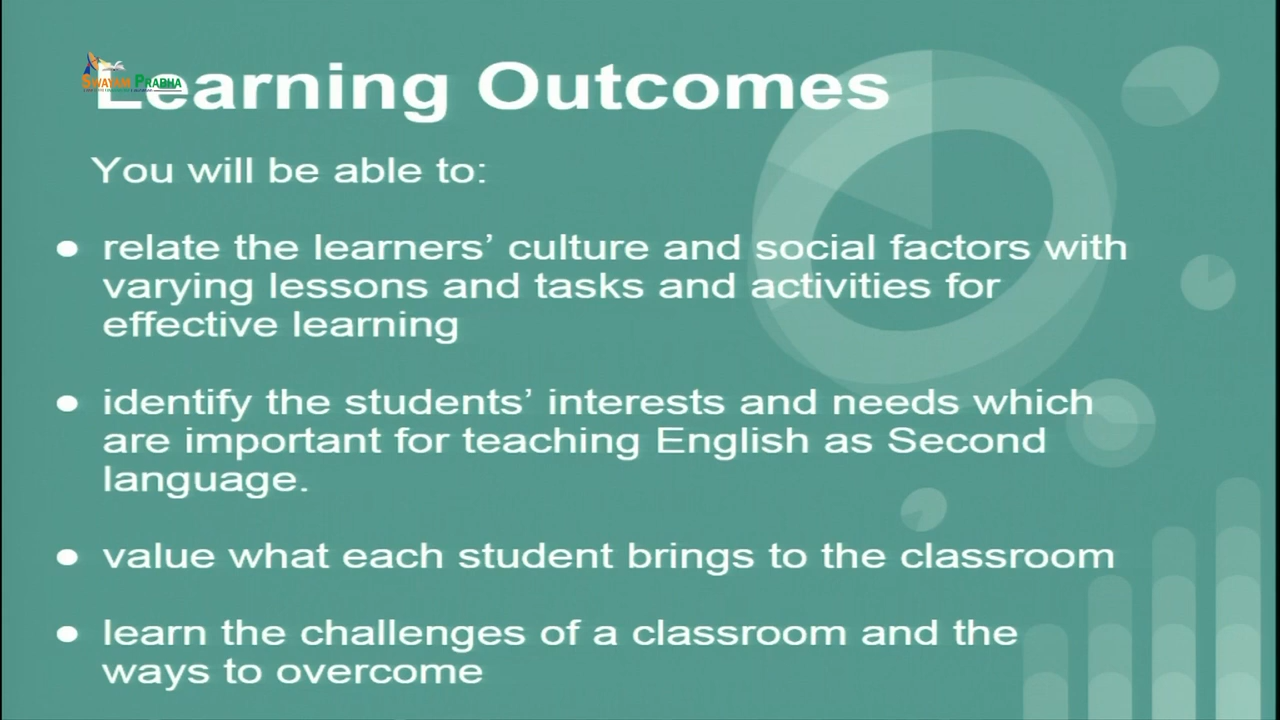 SWAYAM PRABHA
Learning Outcomes
You will be able to:
● relate the learners’ culture and social factors with
varying lessons and tasks and activities for
effective learning
● identify the students’ interests and needs which
are important for teaching English as Second
language.
● value what each student brings to the classroom
● learn the challenges of a classroom and the
ways to overcome